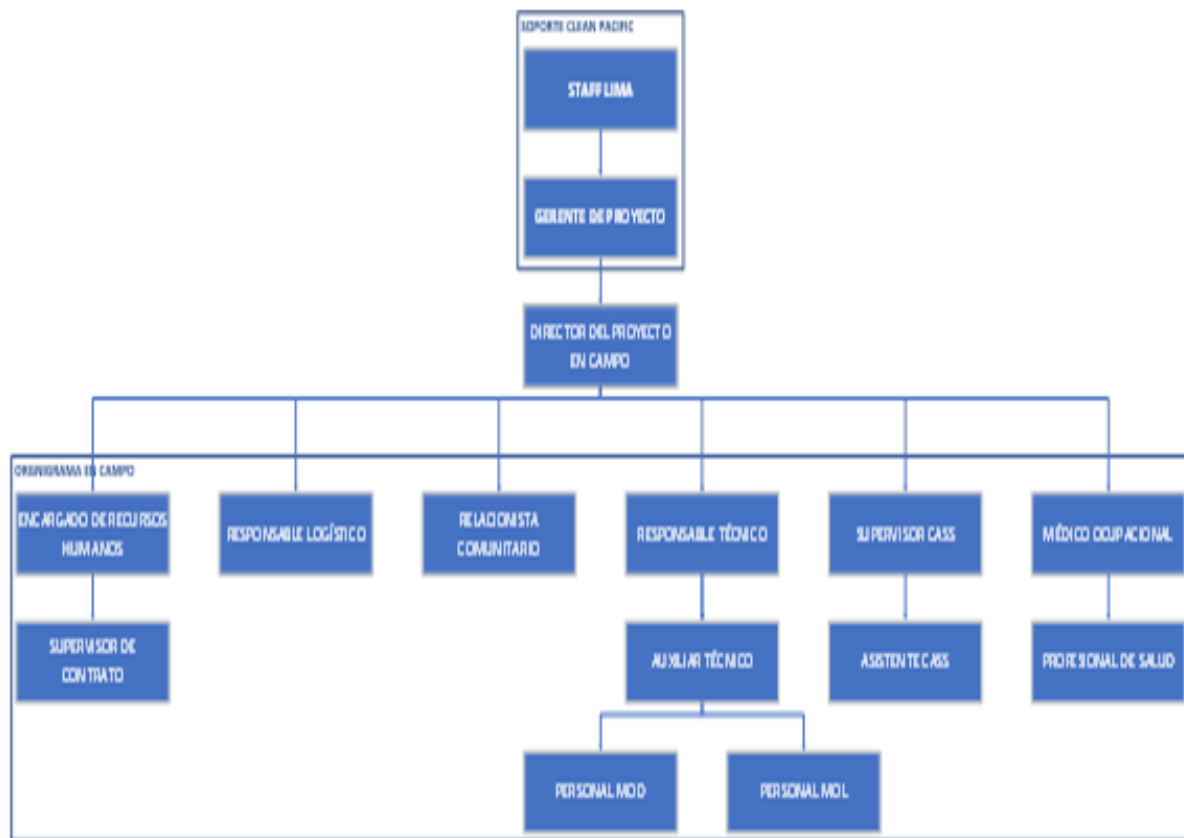 SOPORTE CLEAN PACIFIC
STAFF LIMA
GERENTE DE PROYECTO
DIRECTOR DEL PROYECTO
EN CAMPO
ORGANIGRAMA EN CAMPO
ENCARGADO DE RECURSOS
HUMANOS
RESPONSABLE LOGÍSTICO
RELACIONISTA
COMUNITARIO
RESPONSABLE TÉCNICO
SUPERVISOR CASS
MÉDICO OCUPACIONAL
SUPERVISOR DE
CONTRATO
AUXILIAR TÉCNICO
ASISTENTE CASS
PROFESIONAL DE SALUD
PERSONAL MOD
PERSONAL MOL